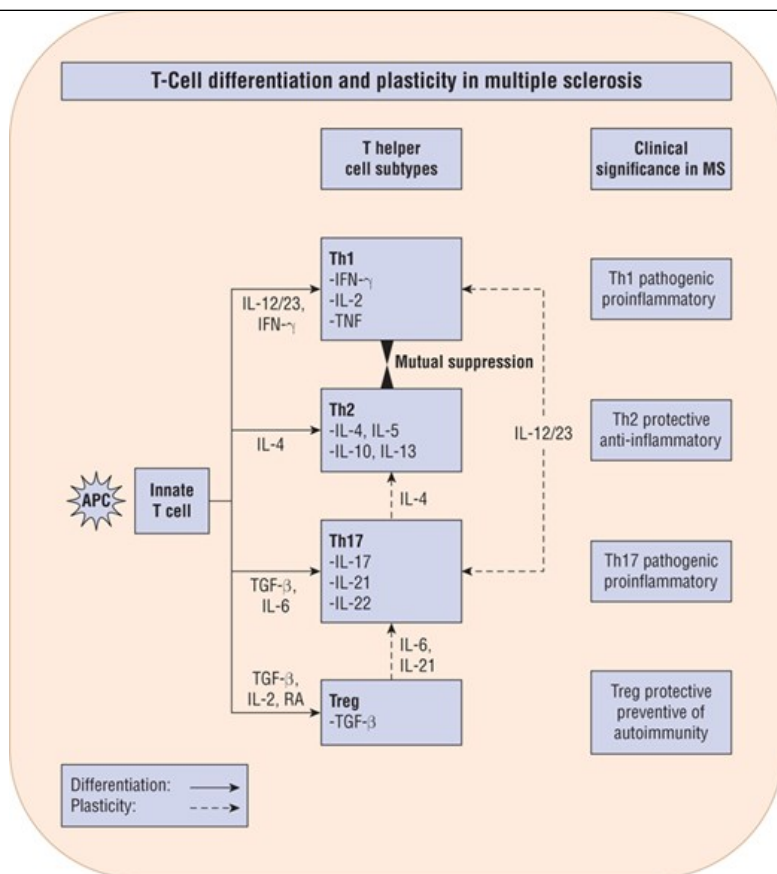 T-Cell differentiation and plasticity in multiple sclerosis
T helper
cell subtypes
Clinical
significance in MS
Th1
-IFN-γ
-IL-2
-TNF
IL-12/23,
IFN-γ
Th1 pathogenic
proinflammatory
Mutual suppression
Th2
-IL-4, IL-5
-IL-10, IL-13
IL-4
IL-12/23
Th2 protective
anti-inflammatory
APC
Innate
T cell
IL-4
Th17
-IL-17
-IL-21
-IL-22
TGF-β,
IL-6
Th17 pathogenic
proinflammatory
IL-6,
IL-21
TGF-β,
IL-2, RA
Treg
-TGF-β
Treg protective
preventive of
autoimmunity
Differentiation:
Plasticity: